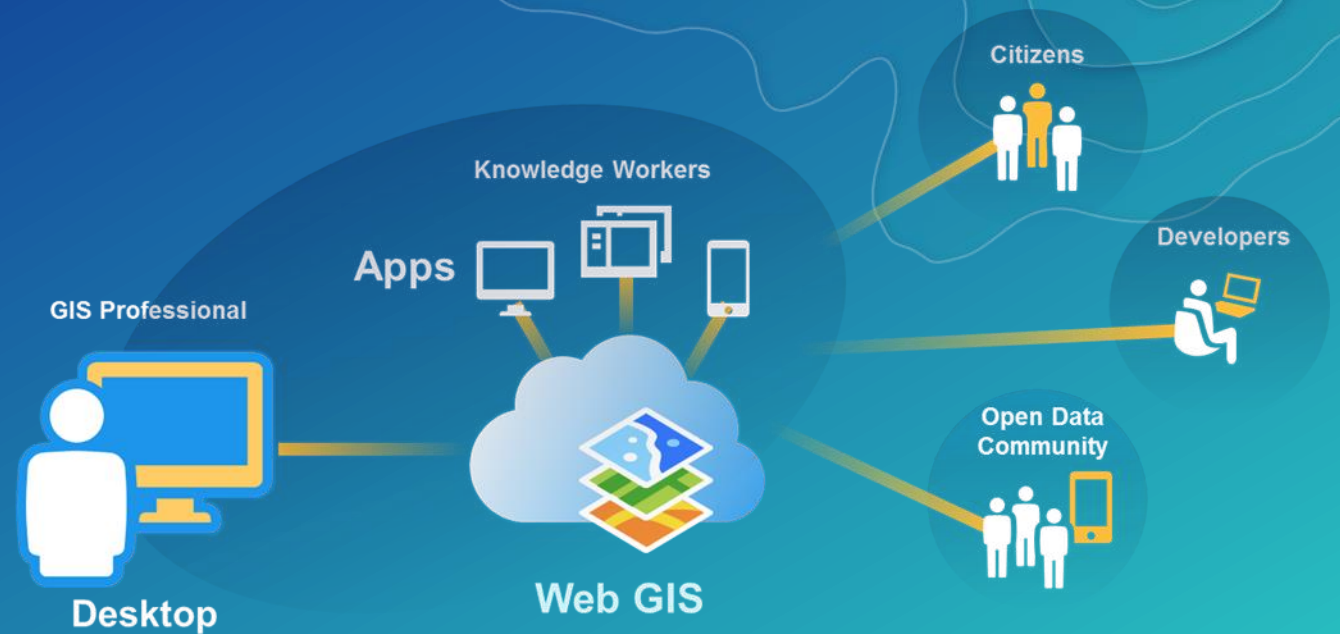 Citizens
Knowledge Workers
Developers
Apps
GIS Professional
Open Data
Community
Web GIS
Desktop